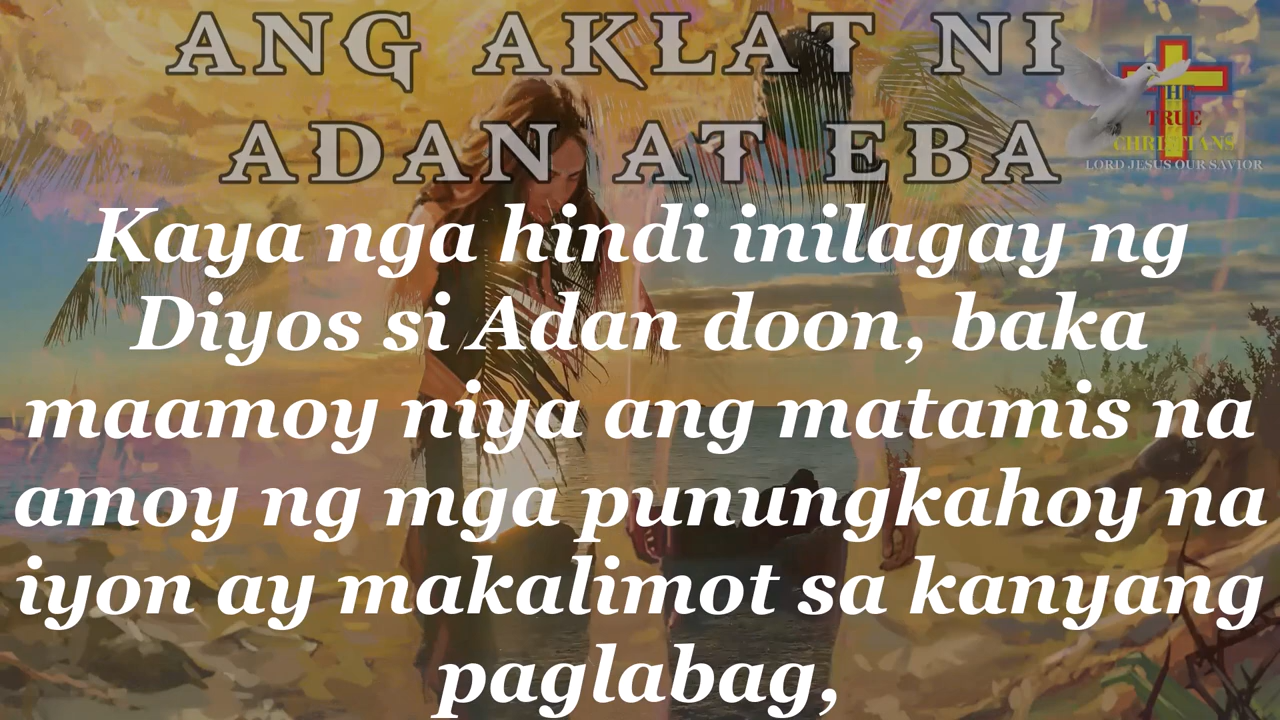 ANG AKLAT NI
ADAN AT EBA
THE
TRUE
CHRISTIANS
LORD JESUS OUR SAVIOR
Kaya nga hindi inilagay ng
Diyos si Adan doon, baka
maamoy niya ang matamis na
amoy ng mga punungkahoy na
iyon ay makalimot sa kanyang
paglabag,